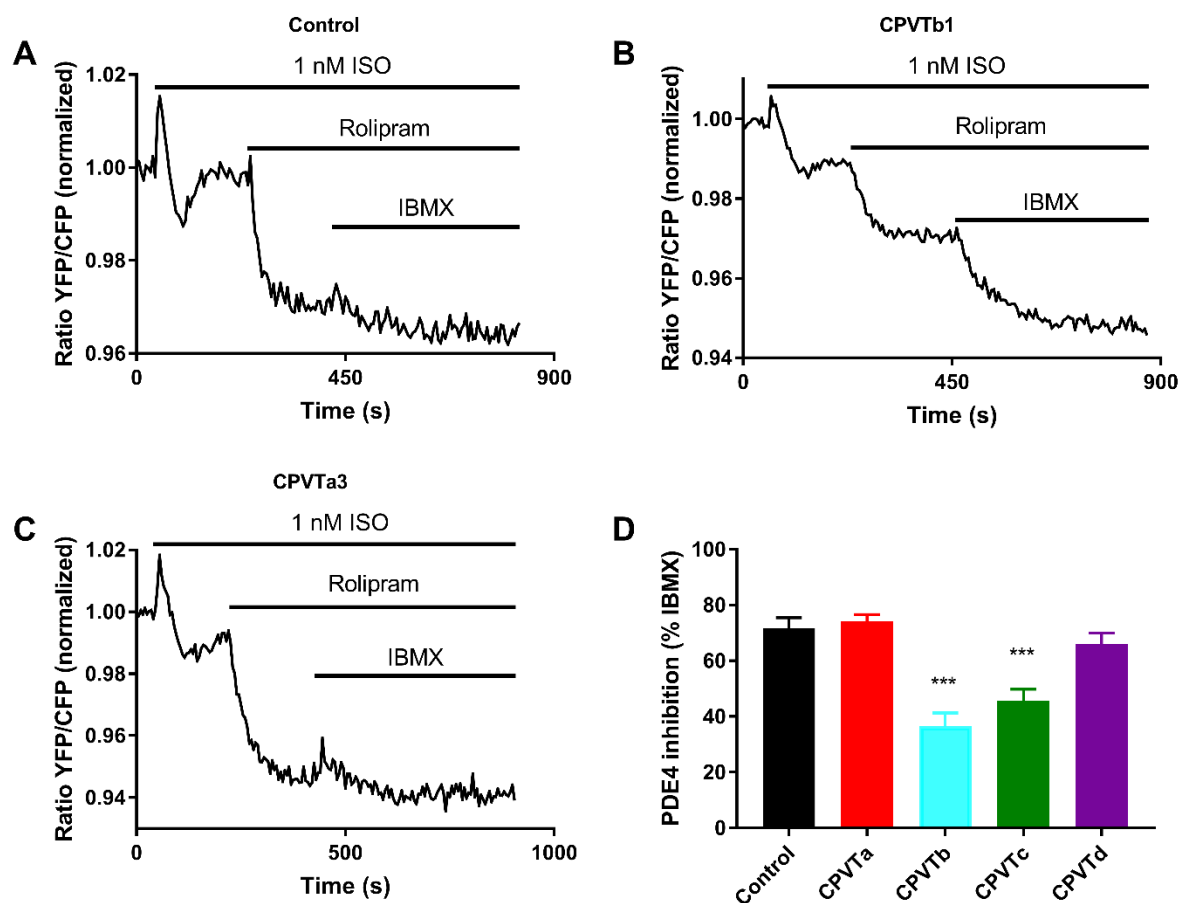 Control
A
1 nM ISO
Rolipram
IBMX
Ratio YFP/CFP (normalized)
1.02
1.00
0.98
0.96
0
450
900
Time (s)
CPVTb1
B
1 nM ISO
Rolipram
IBMX
Ratio YFP/CFP (normalized)
1.00
0.98
0.96
0.94
0
450
900
Time (s)
CPVTa3
C
1 nM ISO
Rolipram
IBMX
Ratio YFP/CFP (normalized)
1.02
1.00
0.98
0.96
0.94
0
500
1000
Time (s)
D
PDE4 inhibition (% IBMX)
100
80
60
40
20
0
***
***
Control
CPVTa
CPVTb
CPVTc
CPVTd